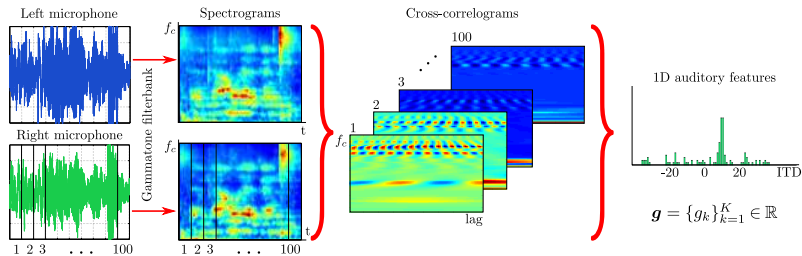 Left microphone
Right microphone
1 2 3 ... 100
Gammatone filterbank
Spectrograms
f_c
t
f_c
t
1 2 3 ... 100
Cross-correlograms
100
3
2
1
f_c
lag
1D auditory features
-20 0 20 ITD
g = {g_k}_{k=1}^K ∈ ℝ